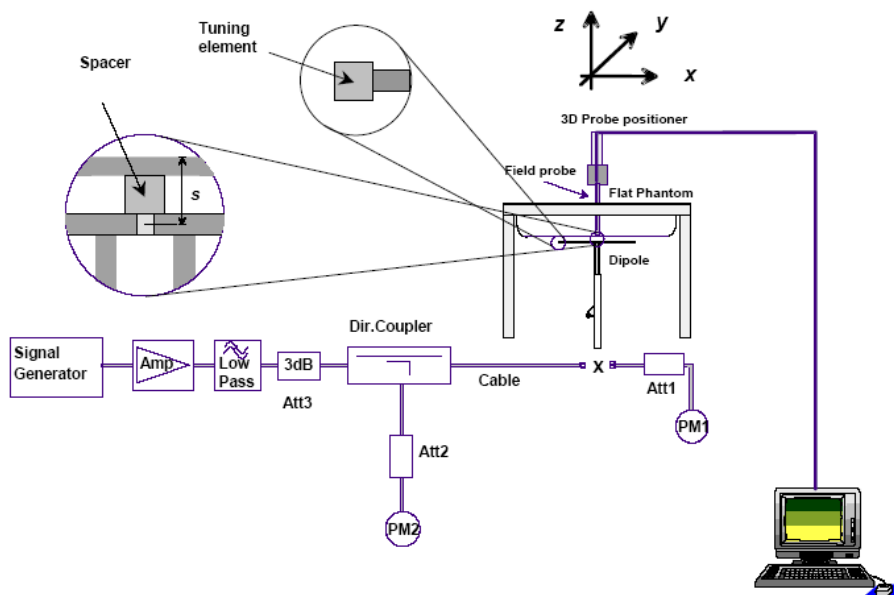 Tuning
element
Spacer
s
z
y
x
3D Probe positioner
Field probe
Flat Phantom
Dipole
Dir.Coupler
Signal
Generator
Amp
Low
Pass
3dB
Att3
Cable
x
Att1
PM1
Att2
PM2